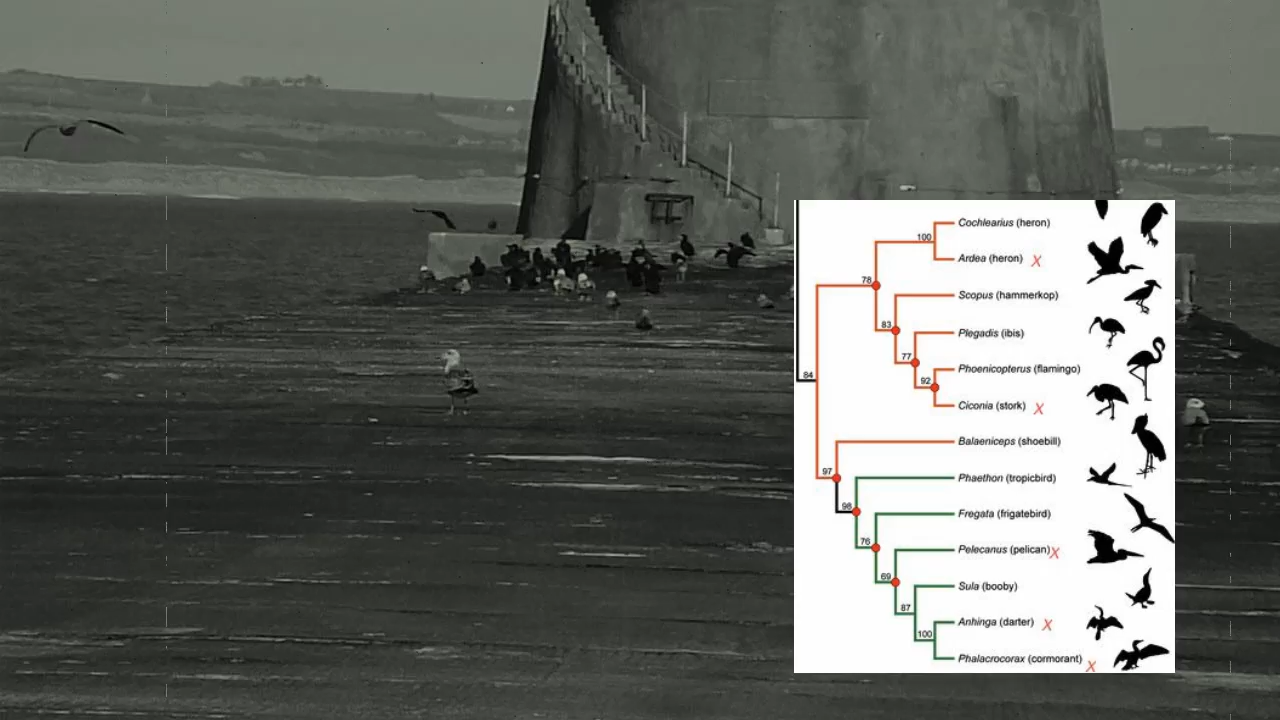 100
Cochlearius (heron)
Ardea (heron) X
78
Scopus (hammerkop)
83
Plegadis (ibis)
77
Phoenicopterus (flamingo)
92
Ciconia (stork) X
84
Balaeniceps (shoebill)
97
Phaethon (tropicbird)
98
Fregata (frigatebird)
76
Pelecanus (pelican) X
69
Sula (booby)
87
Anhinga (darter) X
100
Phalacrocorax (cormorant) X